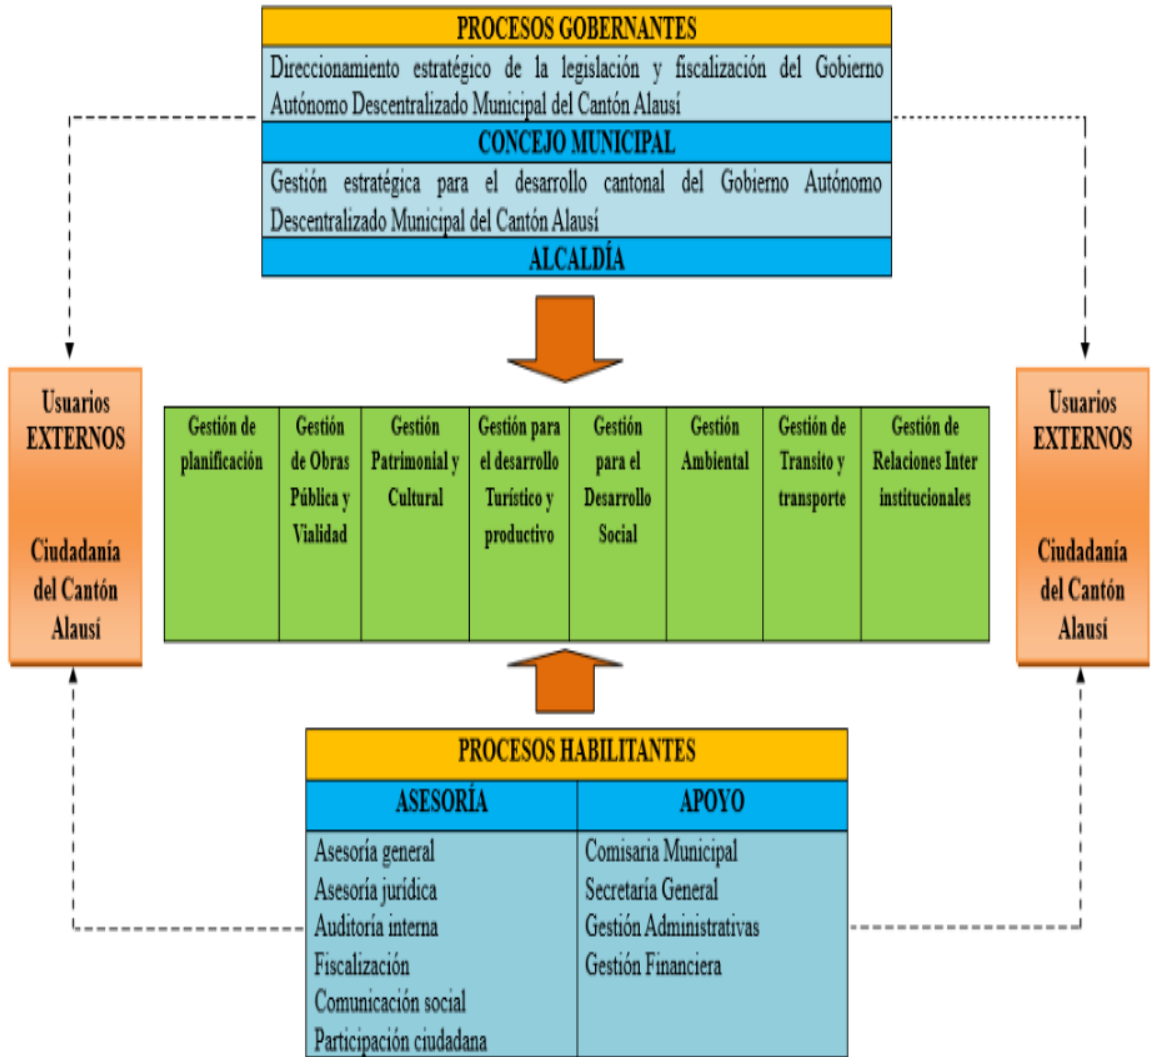 PROCESOS GOBERNANTES
Direccionamiento estratégico de la legislación y fiscalización del Gobierno
Autónomo Descentralizado Municipal del Cantón Alausí
CONCEJO MUNICIPAL
Gestión estratégica para el desarrollo cantonal del Gobierno Autónomo
Descentralizado Municipal del Cantón Alausí
ALCALDÍA
Usuarios
EXTERNOS
Ciudadanía
del Cantón
Alausí
Gestión de
planificación
Gestión
de Obras
Pública y
Vialidad
Gestión
Patrimonial y
Cultural
Gestión para
el desarrollo
Turístico y
productivo
Gestión
para el
Desarrollo
Social
Gestión
Ambiental
Gestión de
Transito y
transporte
Gestión de
Relaciones Inter
institucionales
Usuarios
EXTERNOS
Ciudadanía
del Cantón
Alausí
PROCESOS HABILITANTES
ASESORÍA
Asesoría general
Asesoría jurídica
Auditoría interna
Fiscalización
Comunicación social
Participación ciudadana
APOYO
Comisaria Municipal
Secretaría General
Gestión Administrativas
Gestión Financiera